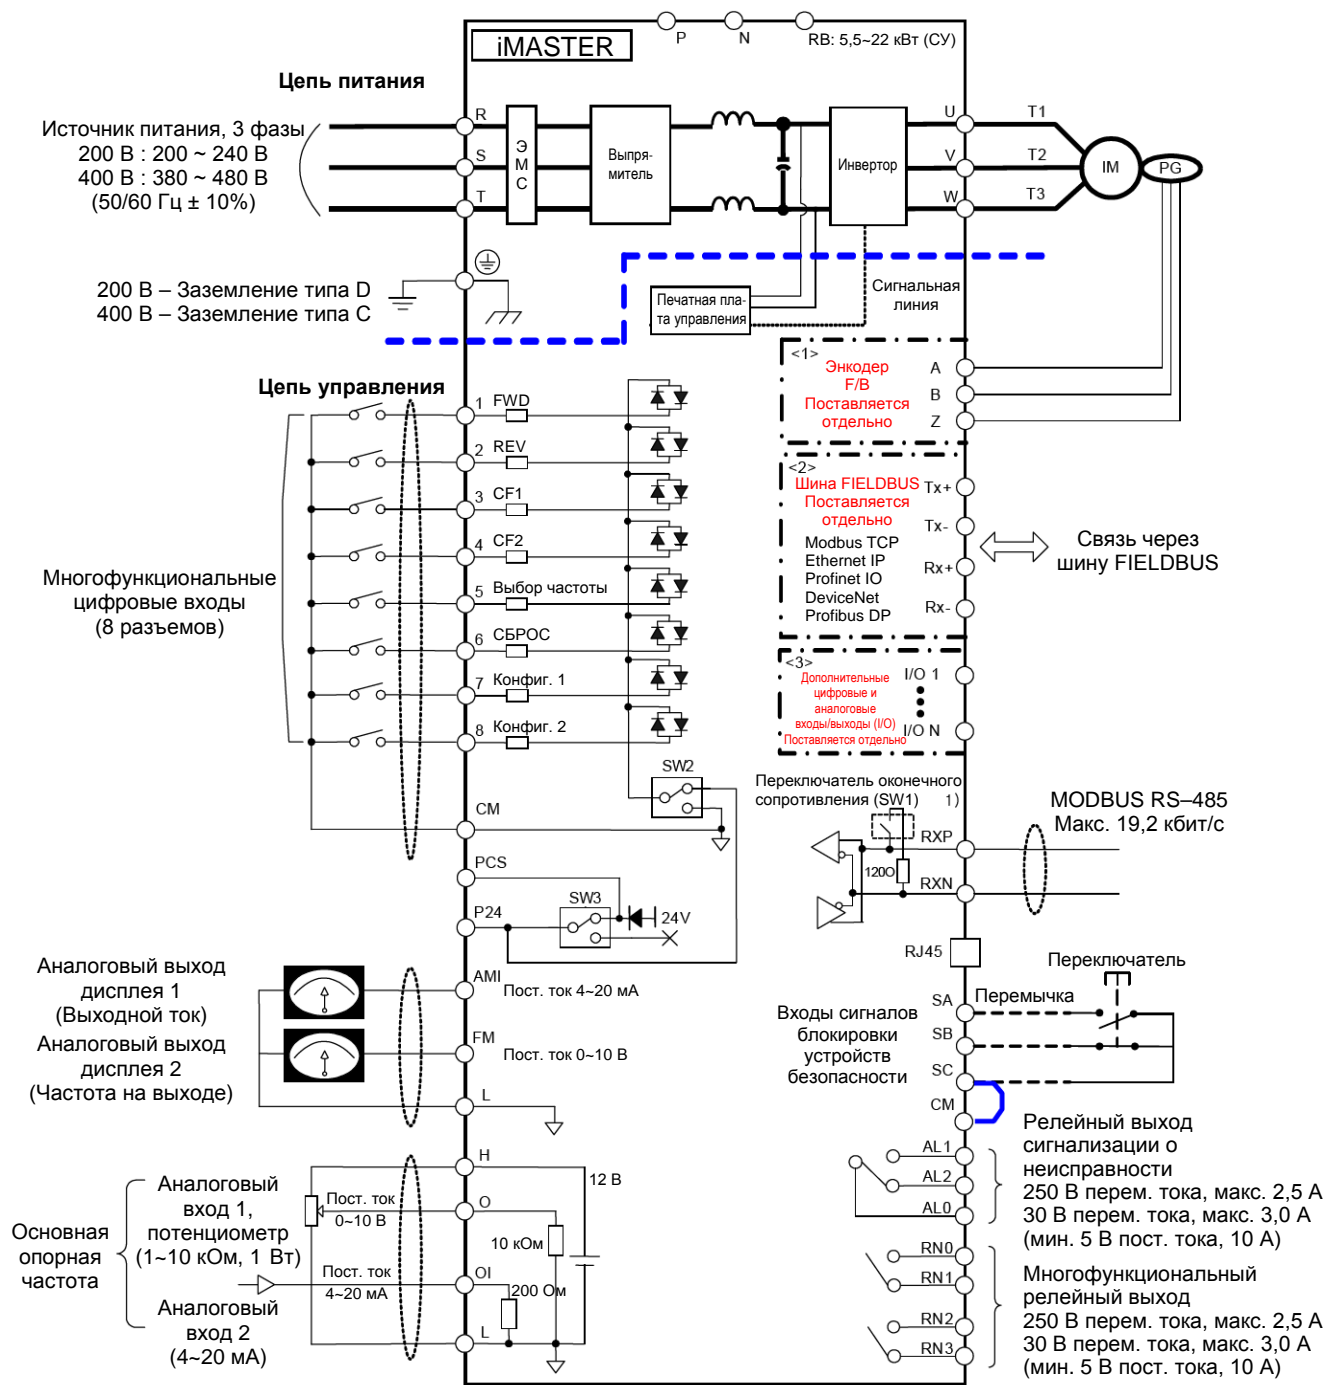 iMASTER
P
N
RB: 5,5~22 кВт (СУ)
Цепь питания
Источник питания, 3 фазы
200 В : 200 ~ 240 В
400 В : 380 ~ 480 В
(50/60 Гц ± 10%)
R
S
T
Э
М
С
Выпря-
митель
Инвертор
U
V
W
T1
T2
T3
IM
PG
200 В – Заземление типа D
400 В – Заземление типа C
Печатная пла-
та управления
Сигнальная
линия
Цепь управления
Многофункциональные
цифровые входы
(8 разъемов)
1 FWD
2 REV
3 CF1
4 CF2
5 Выбор частоты
6 СБРОС
7 Конфиг. 1
8 Конфиг. 2
SW2
CM
PCS
P24
SW3
24V
<1>
Энкодер
F/B
Поставляется
отдельно
A
B
Z
<2>
Шина FIELDBUS
Поставляется
отдельно
Modbus TCP
Ethernet IP
Profinet IO
DeviceNet
Profibus DP
Tx+
Tx-
Rx+
Rx-
Связь через
шину FIELDBUS
<3>
Дополнительные
цифровые и
аналоговые
входы/выходы (I/O)
Поставляется отдельно
I/O 1
I/O N
Переключатель оконечного
сопротивления (SW1) 1)
RXP
120O
RXN
MODBUS RS–485
Макс. 19,2 кбит/с
RJ45
Аналоговый выход
дисплея 1
(Выходной ток)
Аналоговый выход
дисплея 2
(Частота на выходе)
AMI
Пост. ток 4~20 мА
FM
Пост. ток 0~10 В
L
Входы сигналов
блокировки
устройств
безопасности
SA
SB
SC
CM
Перемычка
Переключатель
Основная
опорная
частота
Аналоговый
вход 1,
потенциометр
(1~10 кОм, 1 Вт)
Аналоговый
вход 2
(4~20 мА)
Пост. ток
0~10 В
Пост. ток
4~20 мА
H
O
OI
L
12 В
10 кОм
200 Ом
AL1
AL2
AL0
Релейный выход
сигнализации о
неисправности
250 В перем. тока, макс. 2,5 А
30 В перем. тока, макс. 3,0 А
(мин. 5 В пост. тока, 10 А)
RN0
RN1
RN2
RN3
Многофункциональный
релейный выход
250 В перем. тока, макс. 2,5 А
30 В перем. тока, макс. 3,0 А
(мин. 5 В пост. тока, 10 А)